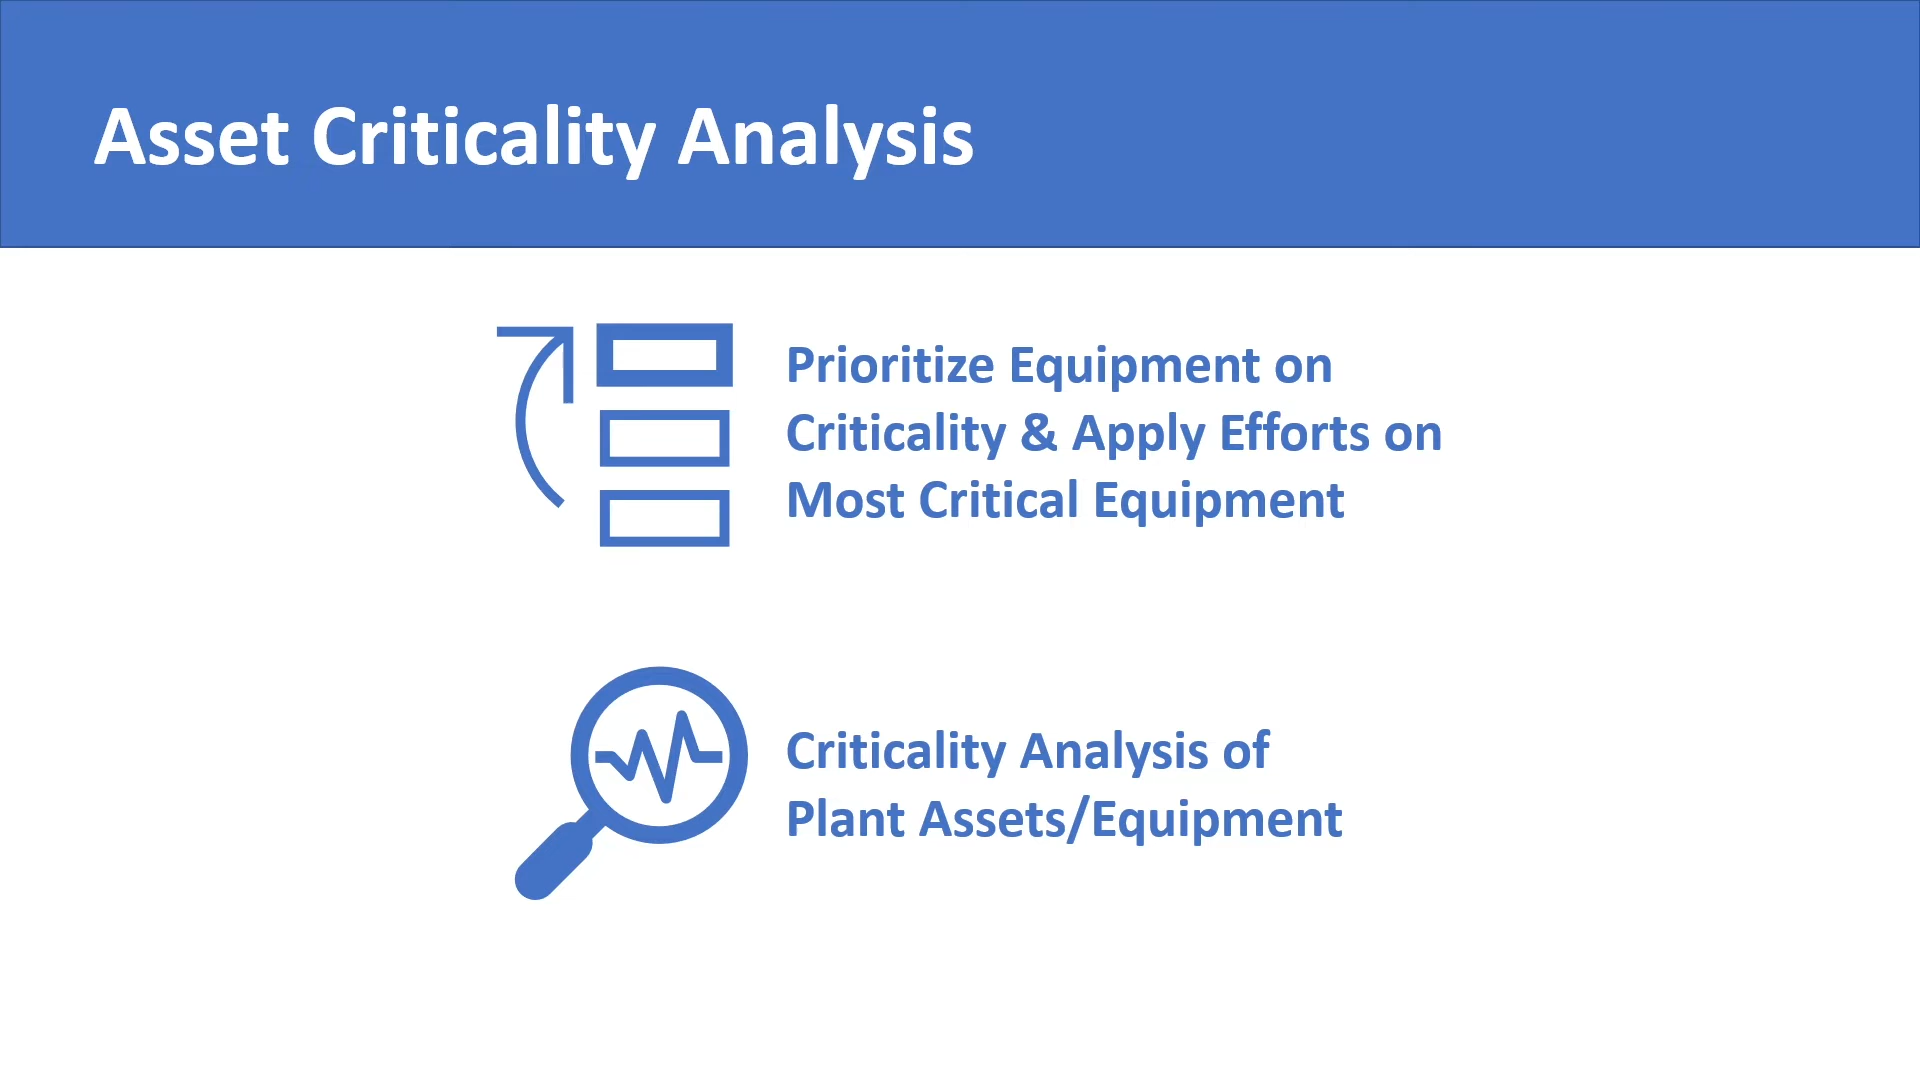 Asset Criticality Analysis
Prioritize Equipment on
Criticality & Apply Efforts on
Most Critical Equipment
Criticality Analysis of
Plant Assets/Equipment